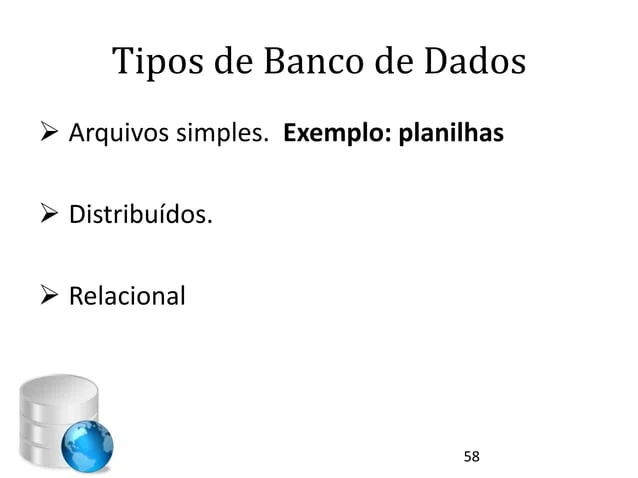 Tipos de Banco de Dados
➢ Arquivos simples. Exemplo: planilhas
➢ Distribuídos.
➢ Relacional
58